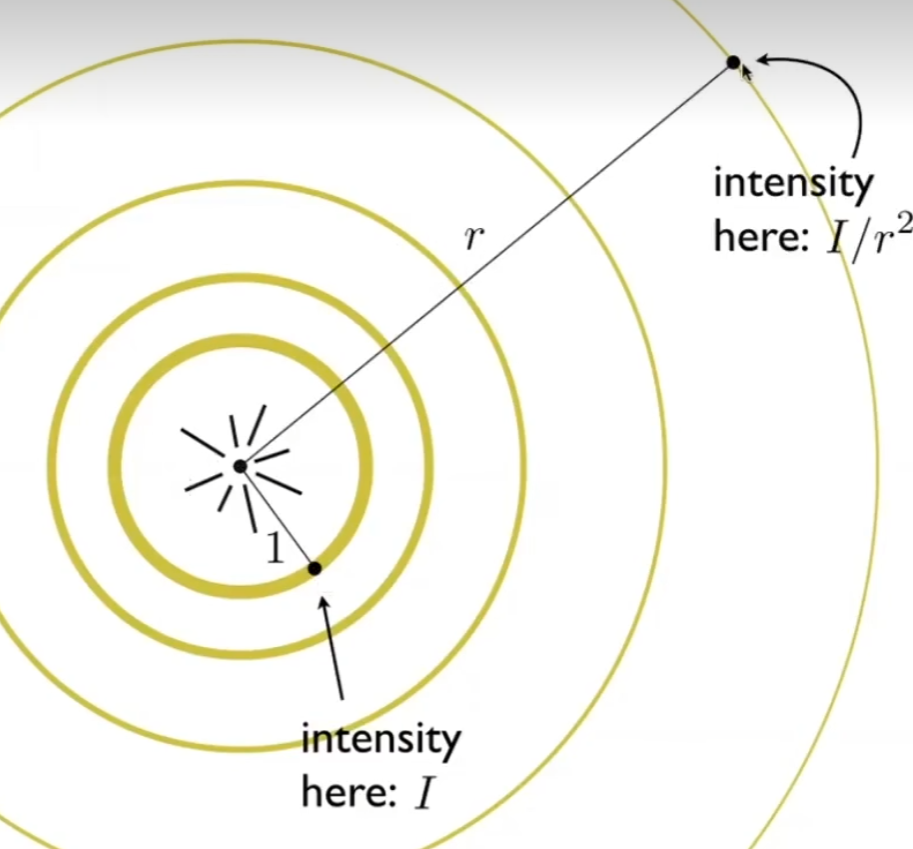 intensity
here: I/r²
r
1
intensity
here: I